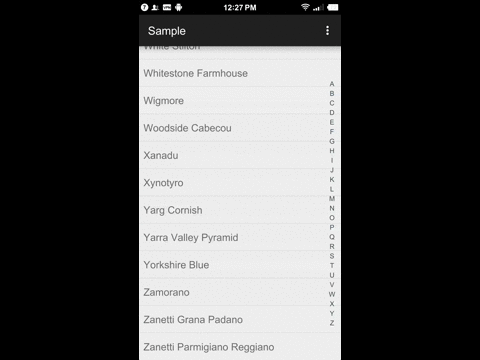 12:27 PM
Sample
White Stilton
Whitestone Farmhouse
Wigmore
Woodside Cabecou
Xanadu
Xynotyro
Yarg Cornish
Yarra Valley Pyramid
Yorkshire Blue
Zamorano
Zanetti Grana Padano
Zanetti Parmigiano Reggiano
A
B
C
D
E
F
G
H
I
J
K
L
M
N
O
P
Q
R
S
T
U
V
W
X
Y
Z